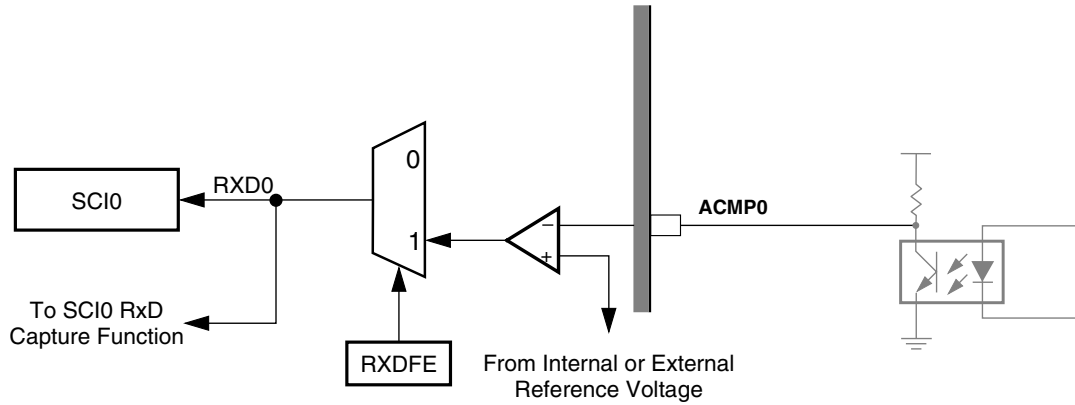 0
ACMP0
RXD0
SCI0
1
−
+
To SCI0 RxD
Capture Function
RXDFE
From Internal or External
Reference Voltage